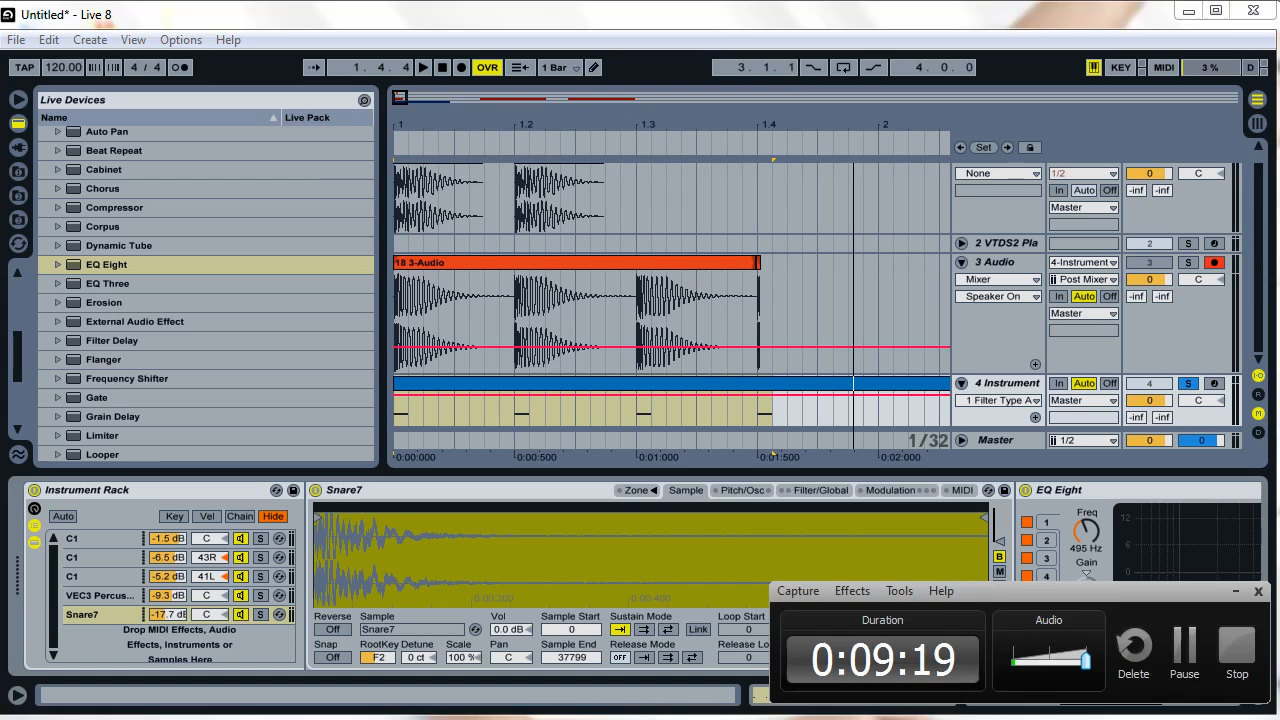 Untitled* - Live 8
File Edit Create View Options Help
TAP 120.00 4 / 4 1. 4. 4 OVR 1 Bar 3. 1. 1 4. 0. 0 KEY MIDI 3 % D
Live Devices
Name Live Pack
Auto Pan
Beat Repeat
Cabinet
Chorus
Compressor
Corpus
Dynamic Tube
EQ Eight
EQ Three
Erosion
External Audio Effect
Filter Delay
Flanger
Frequency Shifter
Gate
Grain Delay
Limiter
Looper
1 1.2 1.3 1.4 2
Set
None 1/2 0 C
In Auto Off -inf -inf
Master
2 VTDS2 Pla 2 S
18 3-Audio
3 Audio 4-Instrument 3 S
Mixer Post Mixer 0 C
Speaker On In Auto Off -inf -inf
Master
4 Instrument In Auto Off 4 S
1 Filter Type A Master 0 C
-inf -inf
1/32 Master 1/2 0 0
0:00:000 0:00:500 0:01:000 0:01:500 0:02:000
I·O
R
M
D
Instrument Rack
Auto Key Vel Chain Hide
C1 -1.5 dB C S
C1 -6.5 dB 43R S
C1 -5.2 dB 41L S
VEC3 Percus... -9.3 dB C S
Snare7 -17.7 dB C S
Drop MIDI Effects, Audio
Effects, Instruments or
Samples Here
Snare7 Zone Sample Pitch/Osc Filter/Global Modulation MIDI
B
M
0:00:200 0:00:400
Reverse Sample Vol Sample Start Sustain Mode Loop Start
Off Snare7 0.0 dB 0 Link 0
Snap RootKey Detune Scale Pan Sample End Release Mode Release Lo
Off F2 0 ct 100 % C 37799 OFF 0
EQ Eight
1
2
3
4
Freq
495 Hz
Gain
12
6
0
Capture Effects Tools Help
Duration
0:09:19
Audio
Delete Pause Stop